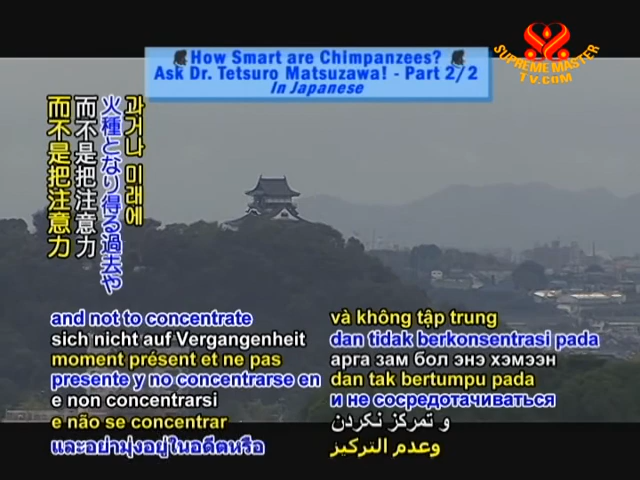 How Smart are Chimpanzees?
Ask Dr. Tetsuro Matsuzawa! - Part 2/2
In Japanese
SUPREME MASTER
TV.COM
과거나 미래에
火種となり得る過去や
而不是把注意力
而不是把注意力
and not to concentrate
sich nicht auf Vergangenheit
moment présent et ne pas
presente y no concentrarse en
e non concentrarsi
e não se concentrar
และอย่ามุ่งอยู่ในอดีตหรือ
và không tập trung
dan tidak berkonsentrasi pada
арга зам бол энэ хэмээн
dan tak bertumpu pada
и не сосредотачиваться
و تمرکز نکردن
وعدم التركيز